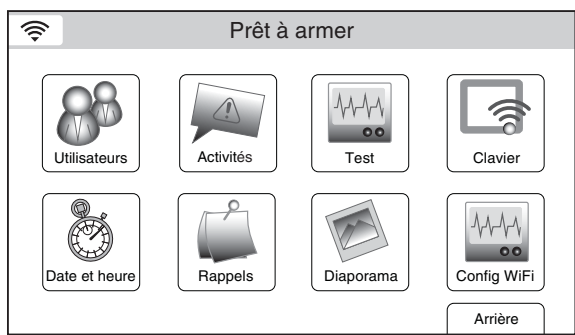 Prêt à armer
Utilisateurs
Activités
Test
Clavier
Date et heure
Rappels
Diaporama
Config WiFi
Arrière